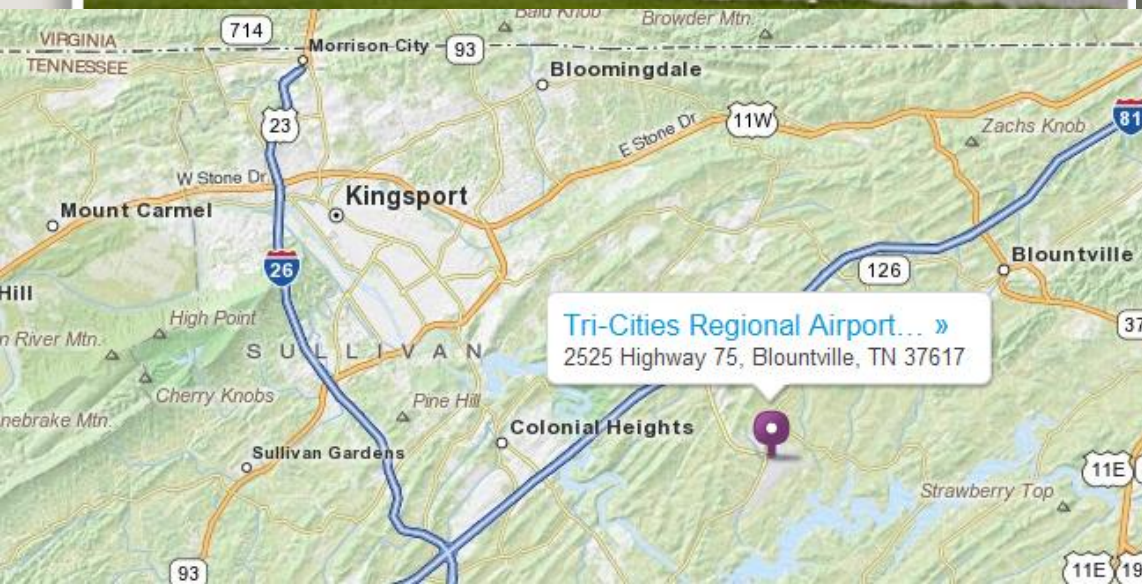 Bald Knob
Browder Mtn.
714
VIRGINIA
TENNESSEE
Morrison City
93
Bloomingdale
23
E Stone Dr
11W
Zachs Knob
81
W Stone Dr
Kingsport
Mount Carmel
26
126
Blountville
Hill
High Point
n River Mtn.
SULLIVAN
Tri-Cities Regional Airport... »
2525 Highway 75, Blountville, TN 37617
37
Cherry Knobs
Pine Hill
nebrake Mtn.
Colonial Heights
Sullivan Gardens
11E
Strawberry Top
93
11E
19